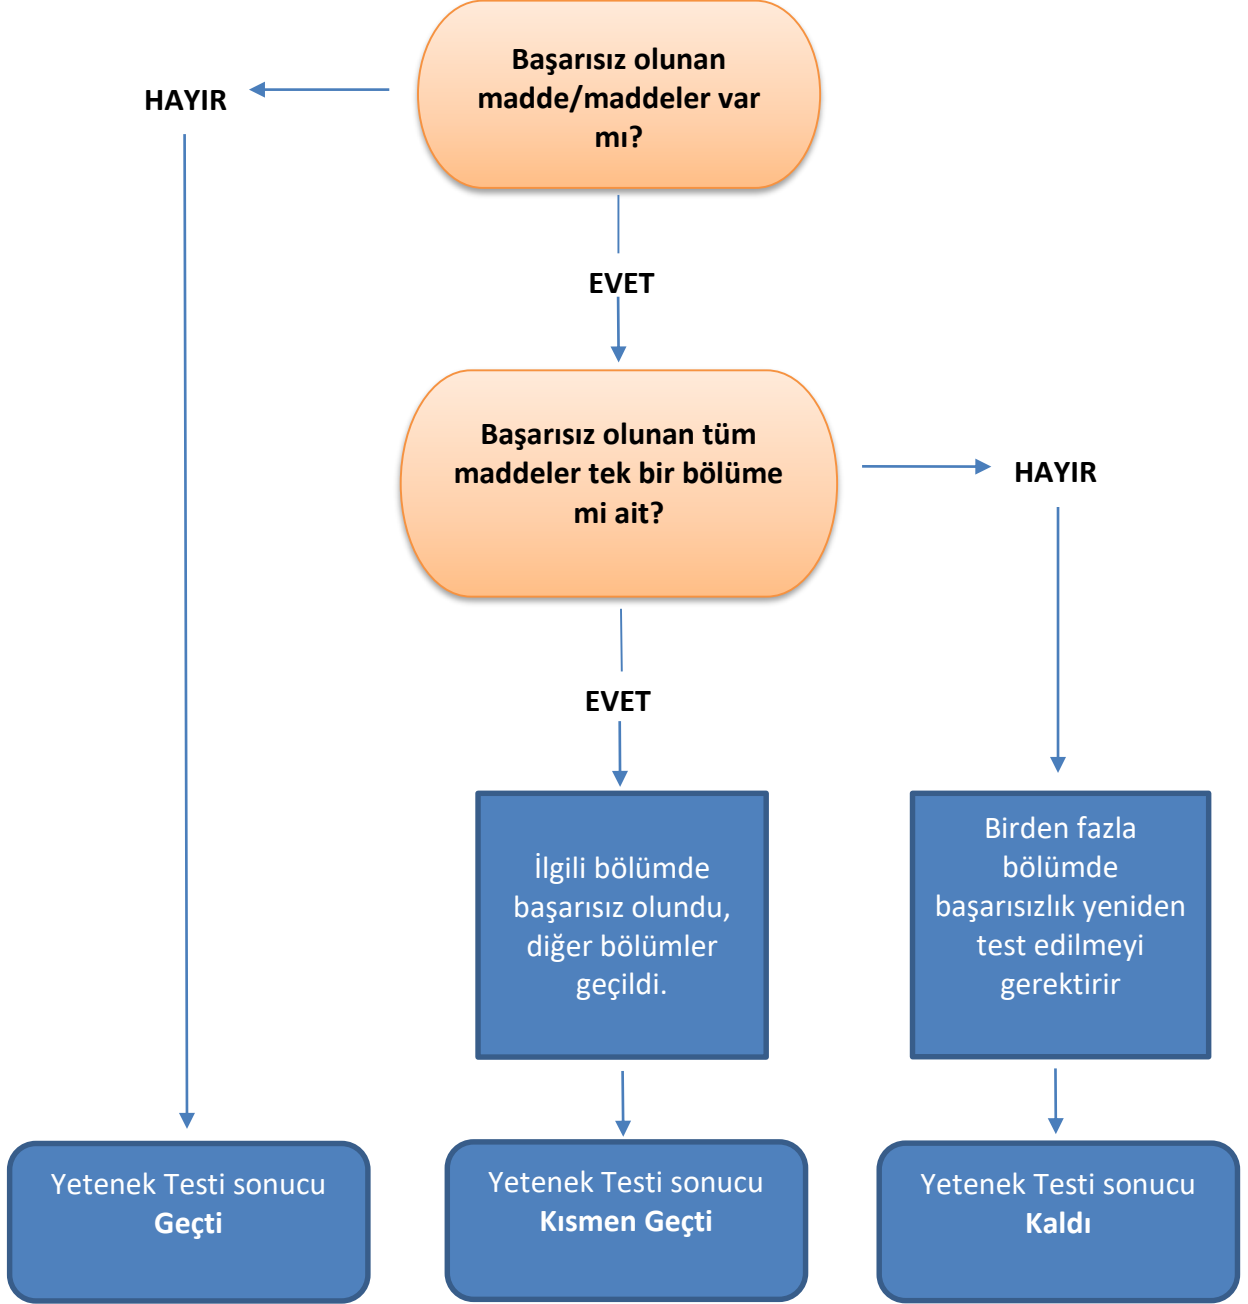 Başarısız olunan
madde/maddeler var
mı?
HAYIR
EVET
Başarısız olunan tüm
maddeler tek bir bölüme
mi ait?
HAYIR
EVET
İlgili bölümde
başarısız olundu,
diğer bölümler
geçildi.
Birden fazla
bölümde
başarısızlık yeniden
test edilmeyi
gerektirir
Yetenek Testi sonucu
Geçti
Yetenek Testi sonucu
Kısmen Geçti
Yetenek Testi sonucu
Kaldı